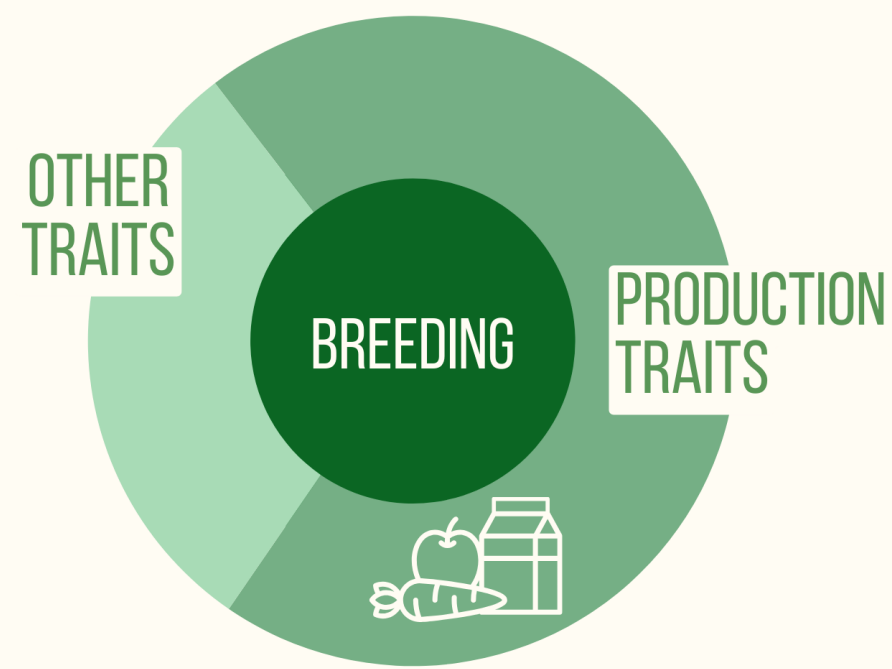 OTHER
TRAITS
BREEDING
PRODUCTION
TRAITS